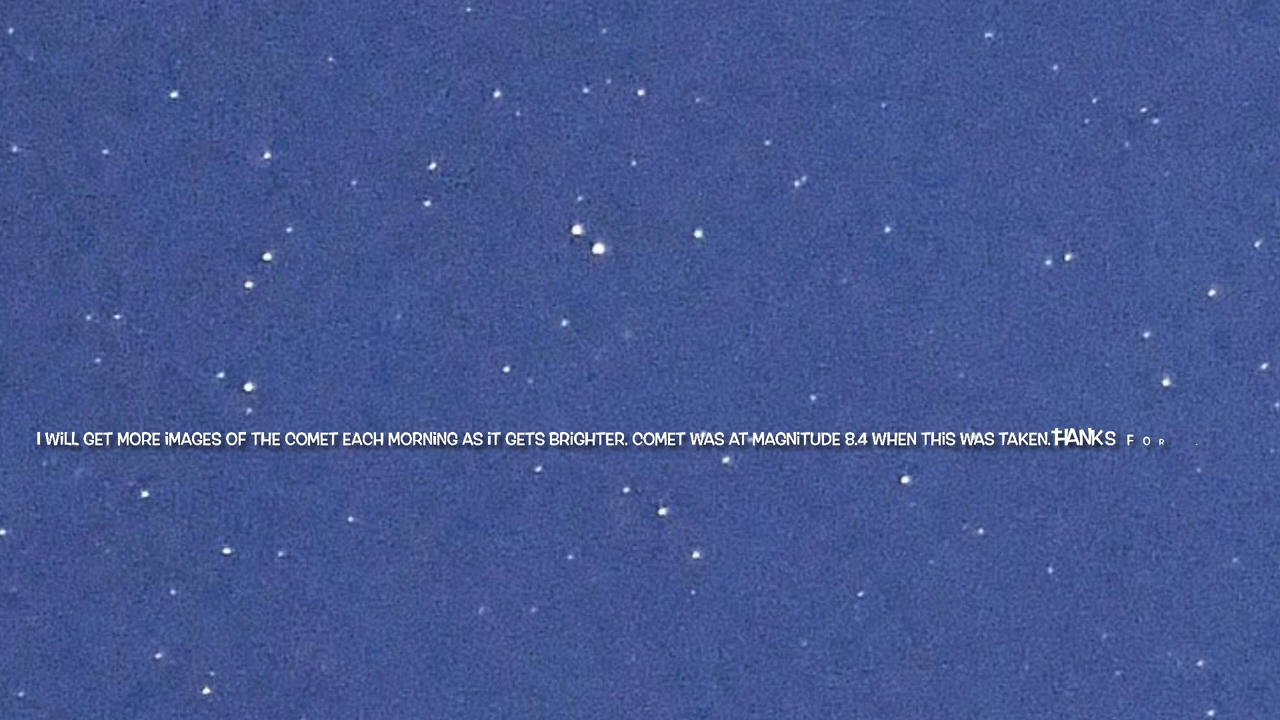 I WiLL GET MORE iMAGES OF THE COMET EACH MORNiNG AS iT GETS BRiGHTER. COMET WAS AT MAGNiTUDE 8.4 WHEN THiS WAS TAKEN.THANKS FOR